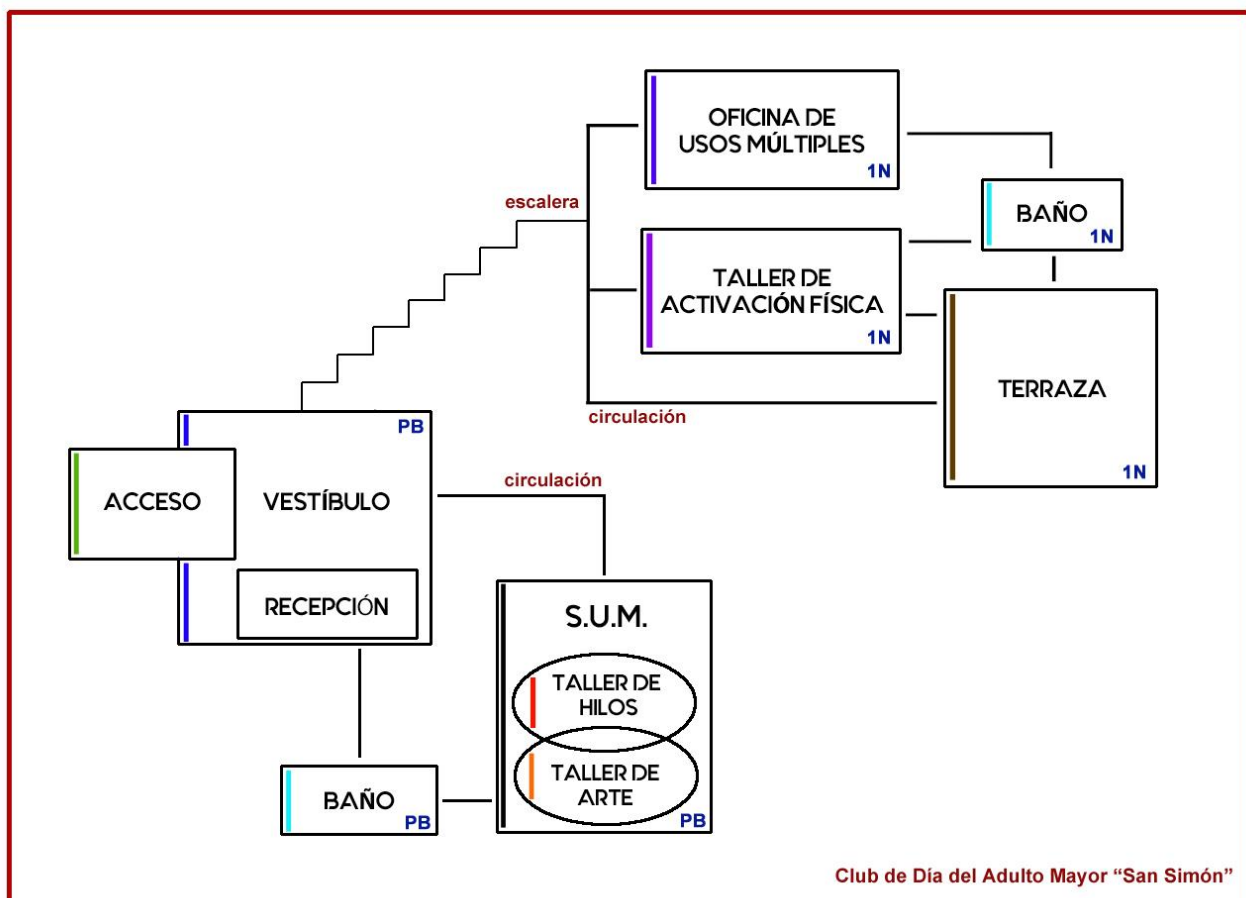 OFICINA DE
USOS MÚLTIPLES
1N
escalera
BAÑO
1N
TALLER DE
ACTIVACIÓN FÍSICA
1N
TERRAZA
1N
circulación
PB
ACCESO
VESTÍBULO
circulación
RECEPCIÓN
S.U.M.
TALLER DE
HILOS
TALLER DE
ARTE
PB
BAÑO
PB
Club de Día del Adulto Mayor “San Simón”